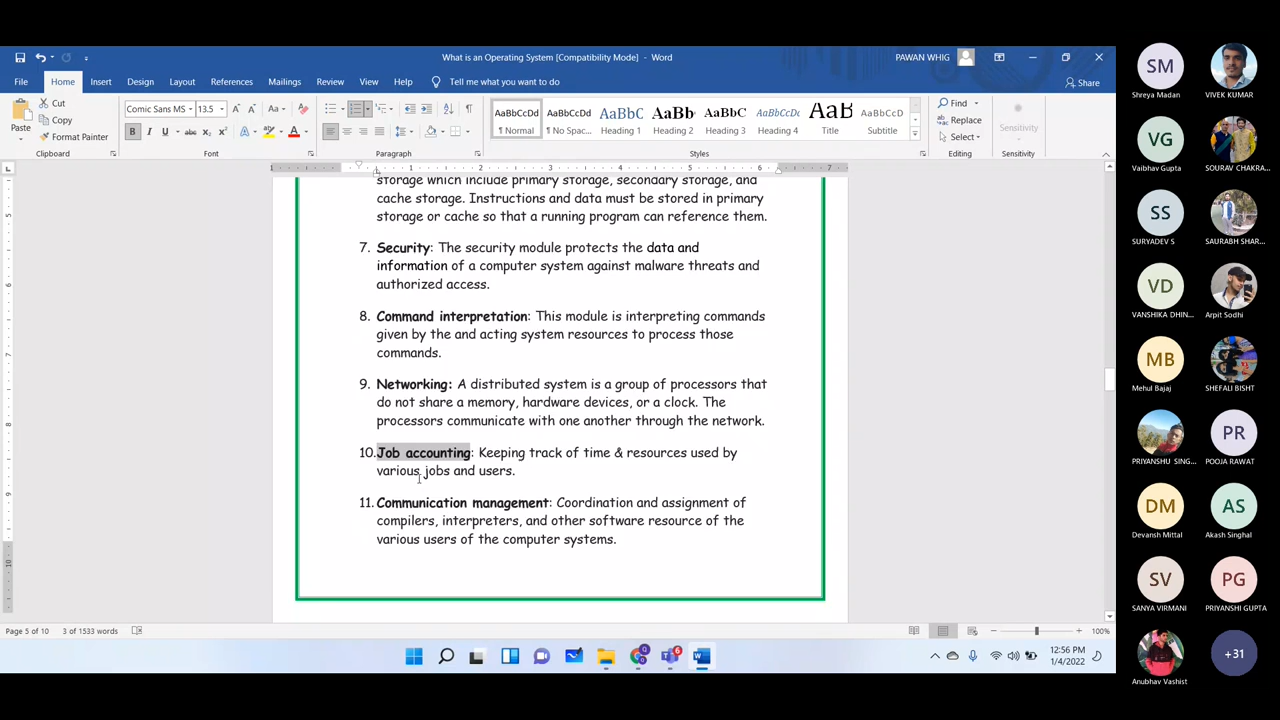 What is an Operating System [Compatibility Mode] - Word
PAWAN WHIG
File Home Insert Design Layout References Mailings Review View Help Tell me what you want to do
Share
Paste
Cut
Copy
Format Painter
Clipboard
Comic Sans MS 13.5
Font
Paragraph
AaBbCcDd AaBbCcDd AaBbC AaBb AaBbC AaBbCcDc AaB AaBbCcD
¶ Normal ¶ No Spac... Heading 1 Heading 2 Heading 3 Heading 4 Title Subtitle
Styles
Find
Replace
Select
Editing
Sensitivity
Sensitivity
storage which include primary storage, secondary storage, and
cache storage. Instructions and data must be stored in primary
storage or cache so that a running program can reference them.
7. Security: The security module protects the data and
information of a computer system against malware threats and
authorized access.
8. Command interpretation: This module is interpreting commands
given by the and acting system resources to process those
commands.
9. Networking: A distributed system is a group of processors that
do not share a memory, hardware devices, or a clock. The
processors communicate with one another through the network.
10. Job accounting: Keeping track of time & resources used by
various jobs and users.
11. Communication management: Coordination and assignment of
compilers, interpreters, and other software resource of the
various users of the computer systems.
Page 5 of 10 3 of 1533 words
100%
6
12:56 PM
1/4/2022
SM
Shreya Madan
VIVEK KUMAR
VG
Vaibhav Gupta
SOURAV CHAKRA...
SS
SURYADEV S
SAURABH SHAR...
VD
VANSHIKA DHIN...
Arpit Sodhi
MB
Mehul Bajaj
SHEFALI BISHT
PRIYANSHU SING...
PR
POOJA RAWAT
DM
Devansh Mittal
AS
Akash Singhal
SV
SANYA VIRMANI
PG
PRIYANSHI GUPTA
Anubhav Vashist
+31